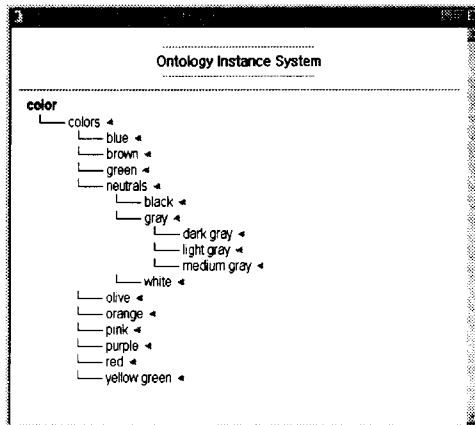 Ontology Instance System
color
colors
blue
brown
green
neutrals
black
gray
dark gray
light gray
medium gray
white
olive
orange
pink
purple
red
yellow green